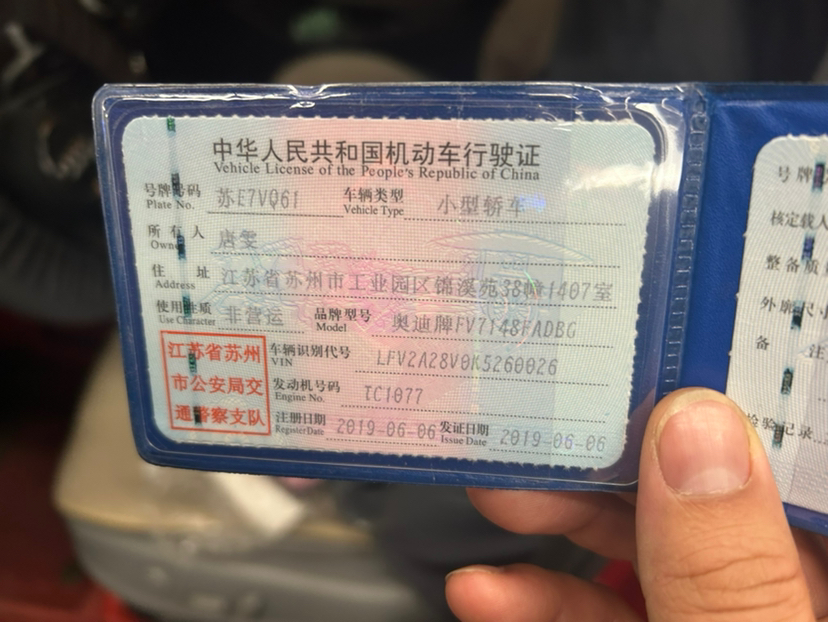 中华人民共和国机动车行驶证
Vehicle License of the People's Republic of China
号牌号码 苏E7VQ61 车辆类型 小型轿车
Plate No. Vehicle Type
所有人 唐雯
Owner
住址 江苏省苏州市工业园区锦溪苑38幢1407室
Address
使用性质 非营运 品牌型号 奥迪牌FV7148FADBG
Use Character Model
江苏省苏州
市公安局交
通警察支队
车辆识别代号 LFV2A28V0K5260026
VIN
发动机号码 TC1077
Engine No.
注册日期 2019-06-06 发证日期 2019-06-06
Register Date Issue Date
号牌
核定载人
整备质
外廓尺寸
备 注
检验记录